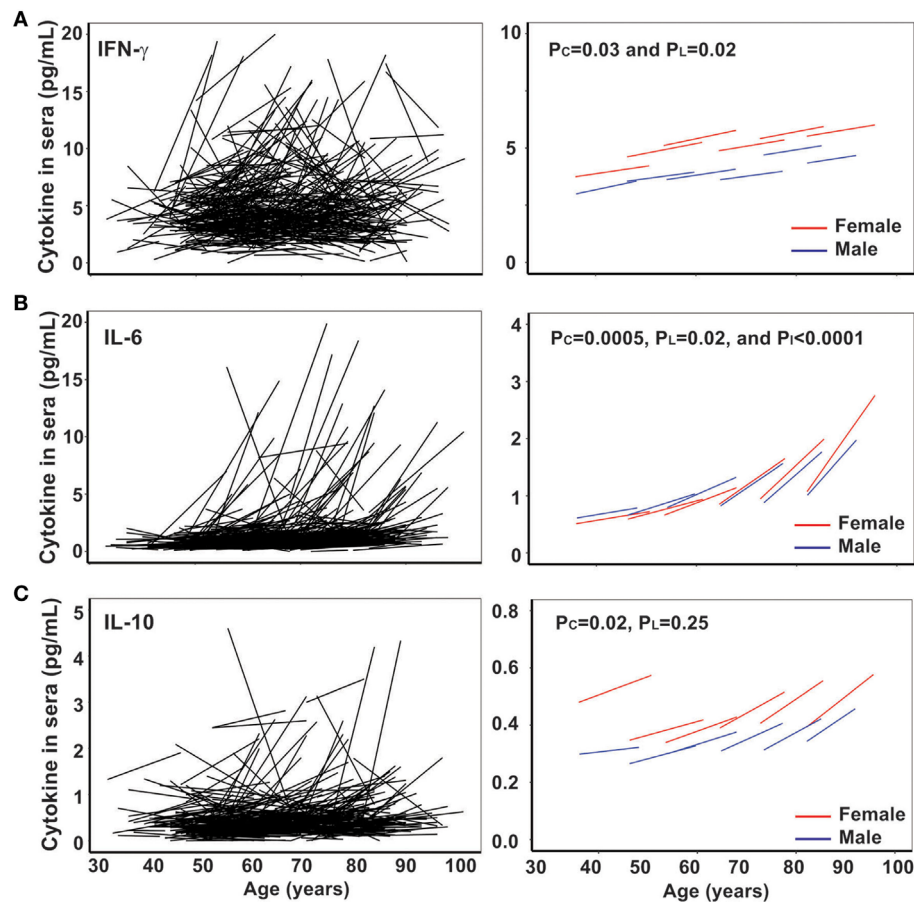 A
Cytokine in sera (pg/mL)
20
15
10
5
0
IFN-γ
10
5
0
Pc=0.03 and PL=0.02
Female
Male
B
Cytokine in sera (pg/mL)
20
15
10
5
0
IL-6
4
3
2
1
0
Pc=0.0005, PL=0.02, and PI<0.0001
Female
Male
C
Cytokine in sera (pg/mL)
5
4
3
2
1
0
IL-10
30 40 50 60 70 80 90 100
Age (years)
0.8
0.6
0.4
0.2
0.0
Pc=0.02, PL=0.25
Female
Male
30 40 50 60 70 80 90 100
Age (years)